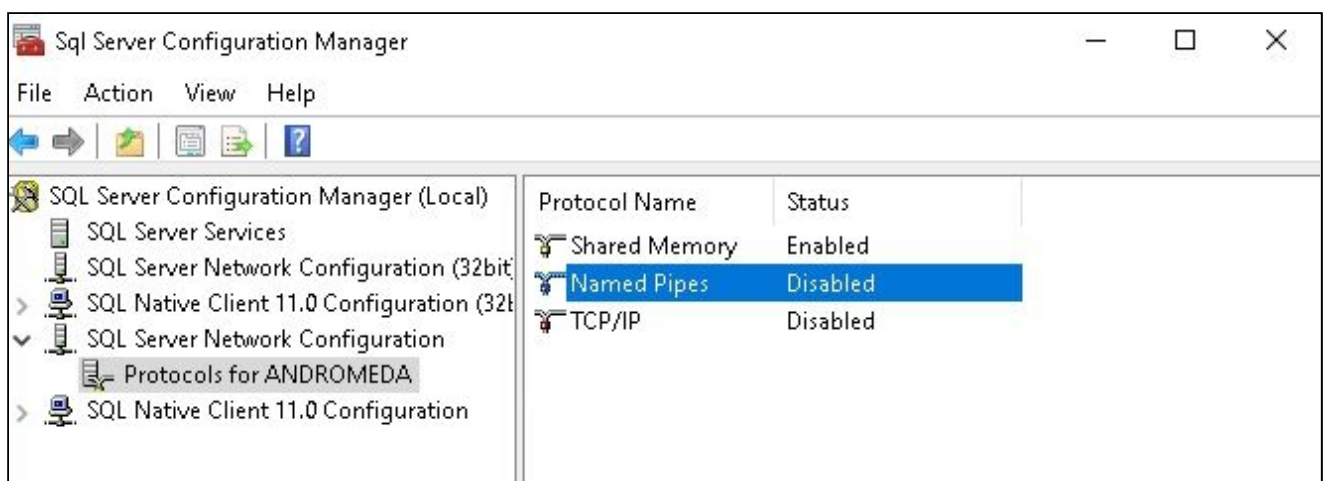 Sql Server Configuration Manager
File Action View Help
SQL Server Configuration Manager (Local)
SQL Server Services
SQL Server Network Configuration (32bit
SQL Native Client 11.0 Configuration (32b
SQL Server Network Configuration
Protocols for ANDROMEDA
SQL Native Client 11.0 Configuration
Protocol Name Status
Shared Memory Enabled
Named Pipes Disabled
TCP/IP Disabled